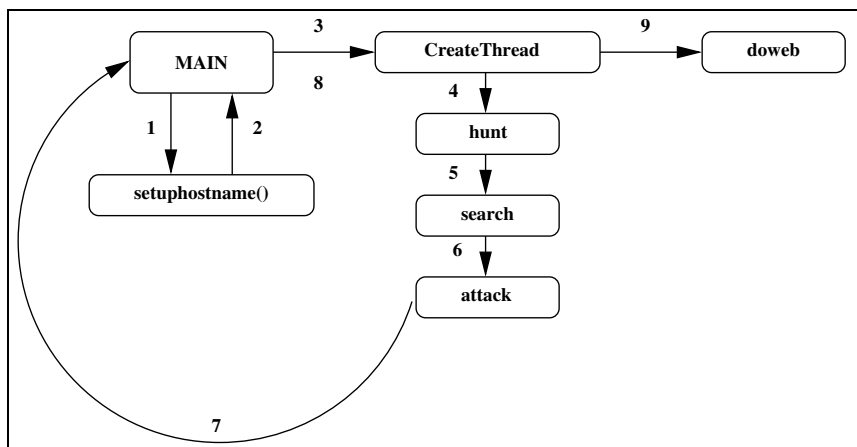 3
9
MAIN
CreateThread
doweb
8
4
1
2
hunt
5
setuphostname()
search
6
attack
7